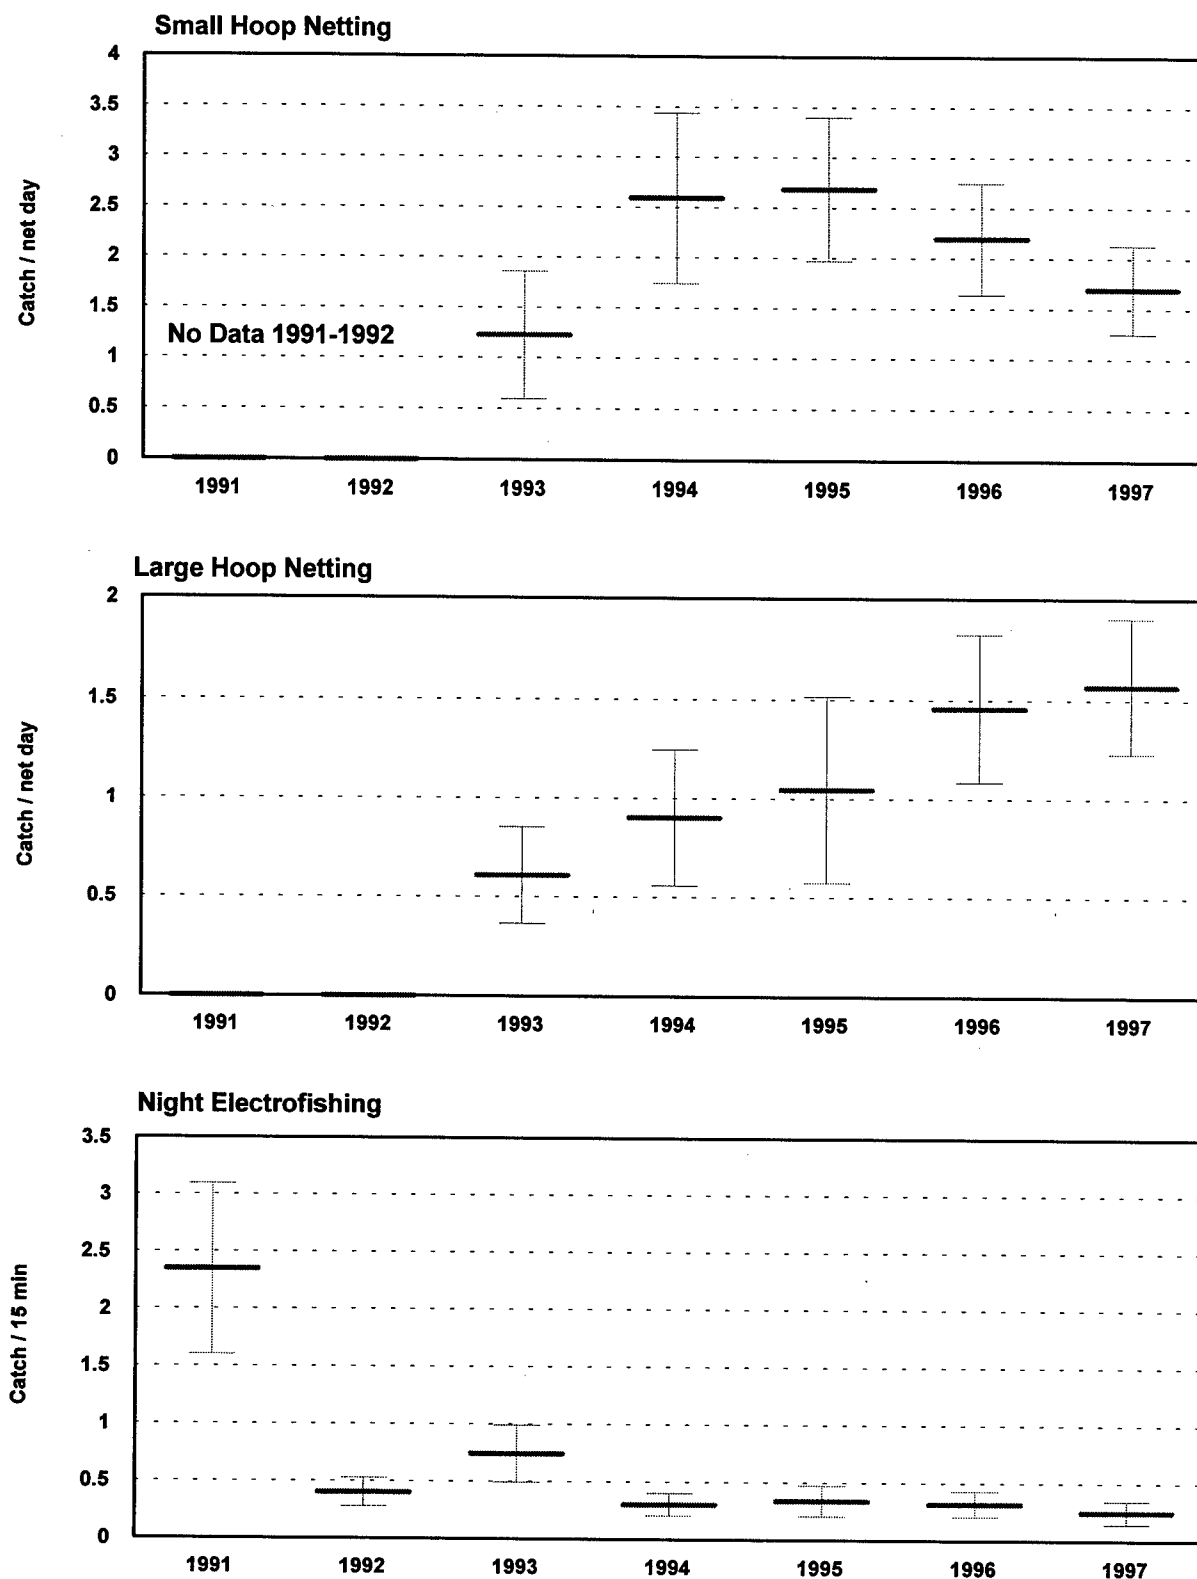 Small Hoop Netting
4
3.5
3
2.5
2
1.5
1
0.5
0
Catch / net day
No Data 1991-1992
1991 1992 1993 1994 1995 1996 1997
Large Hoop Netting
2
1.5
1
0.5
0
Catch / net day
1991 1992 1993 1994 1995 1996 1997
Night Electrofishing
3.5
3
2.5
2
1.5
1
0.5
0
Catch / 15 min
1991 1992 1993 1994 1995 1996 1997